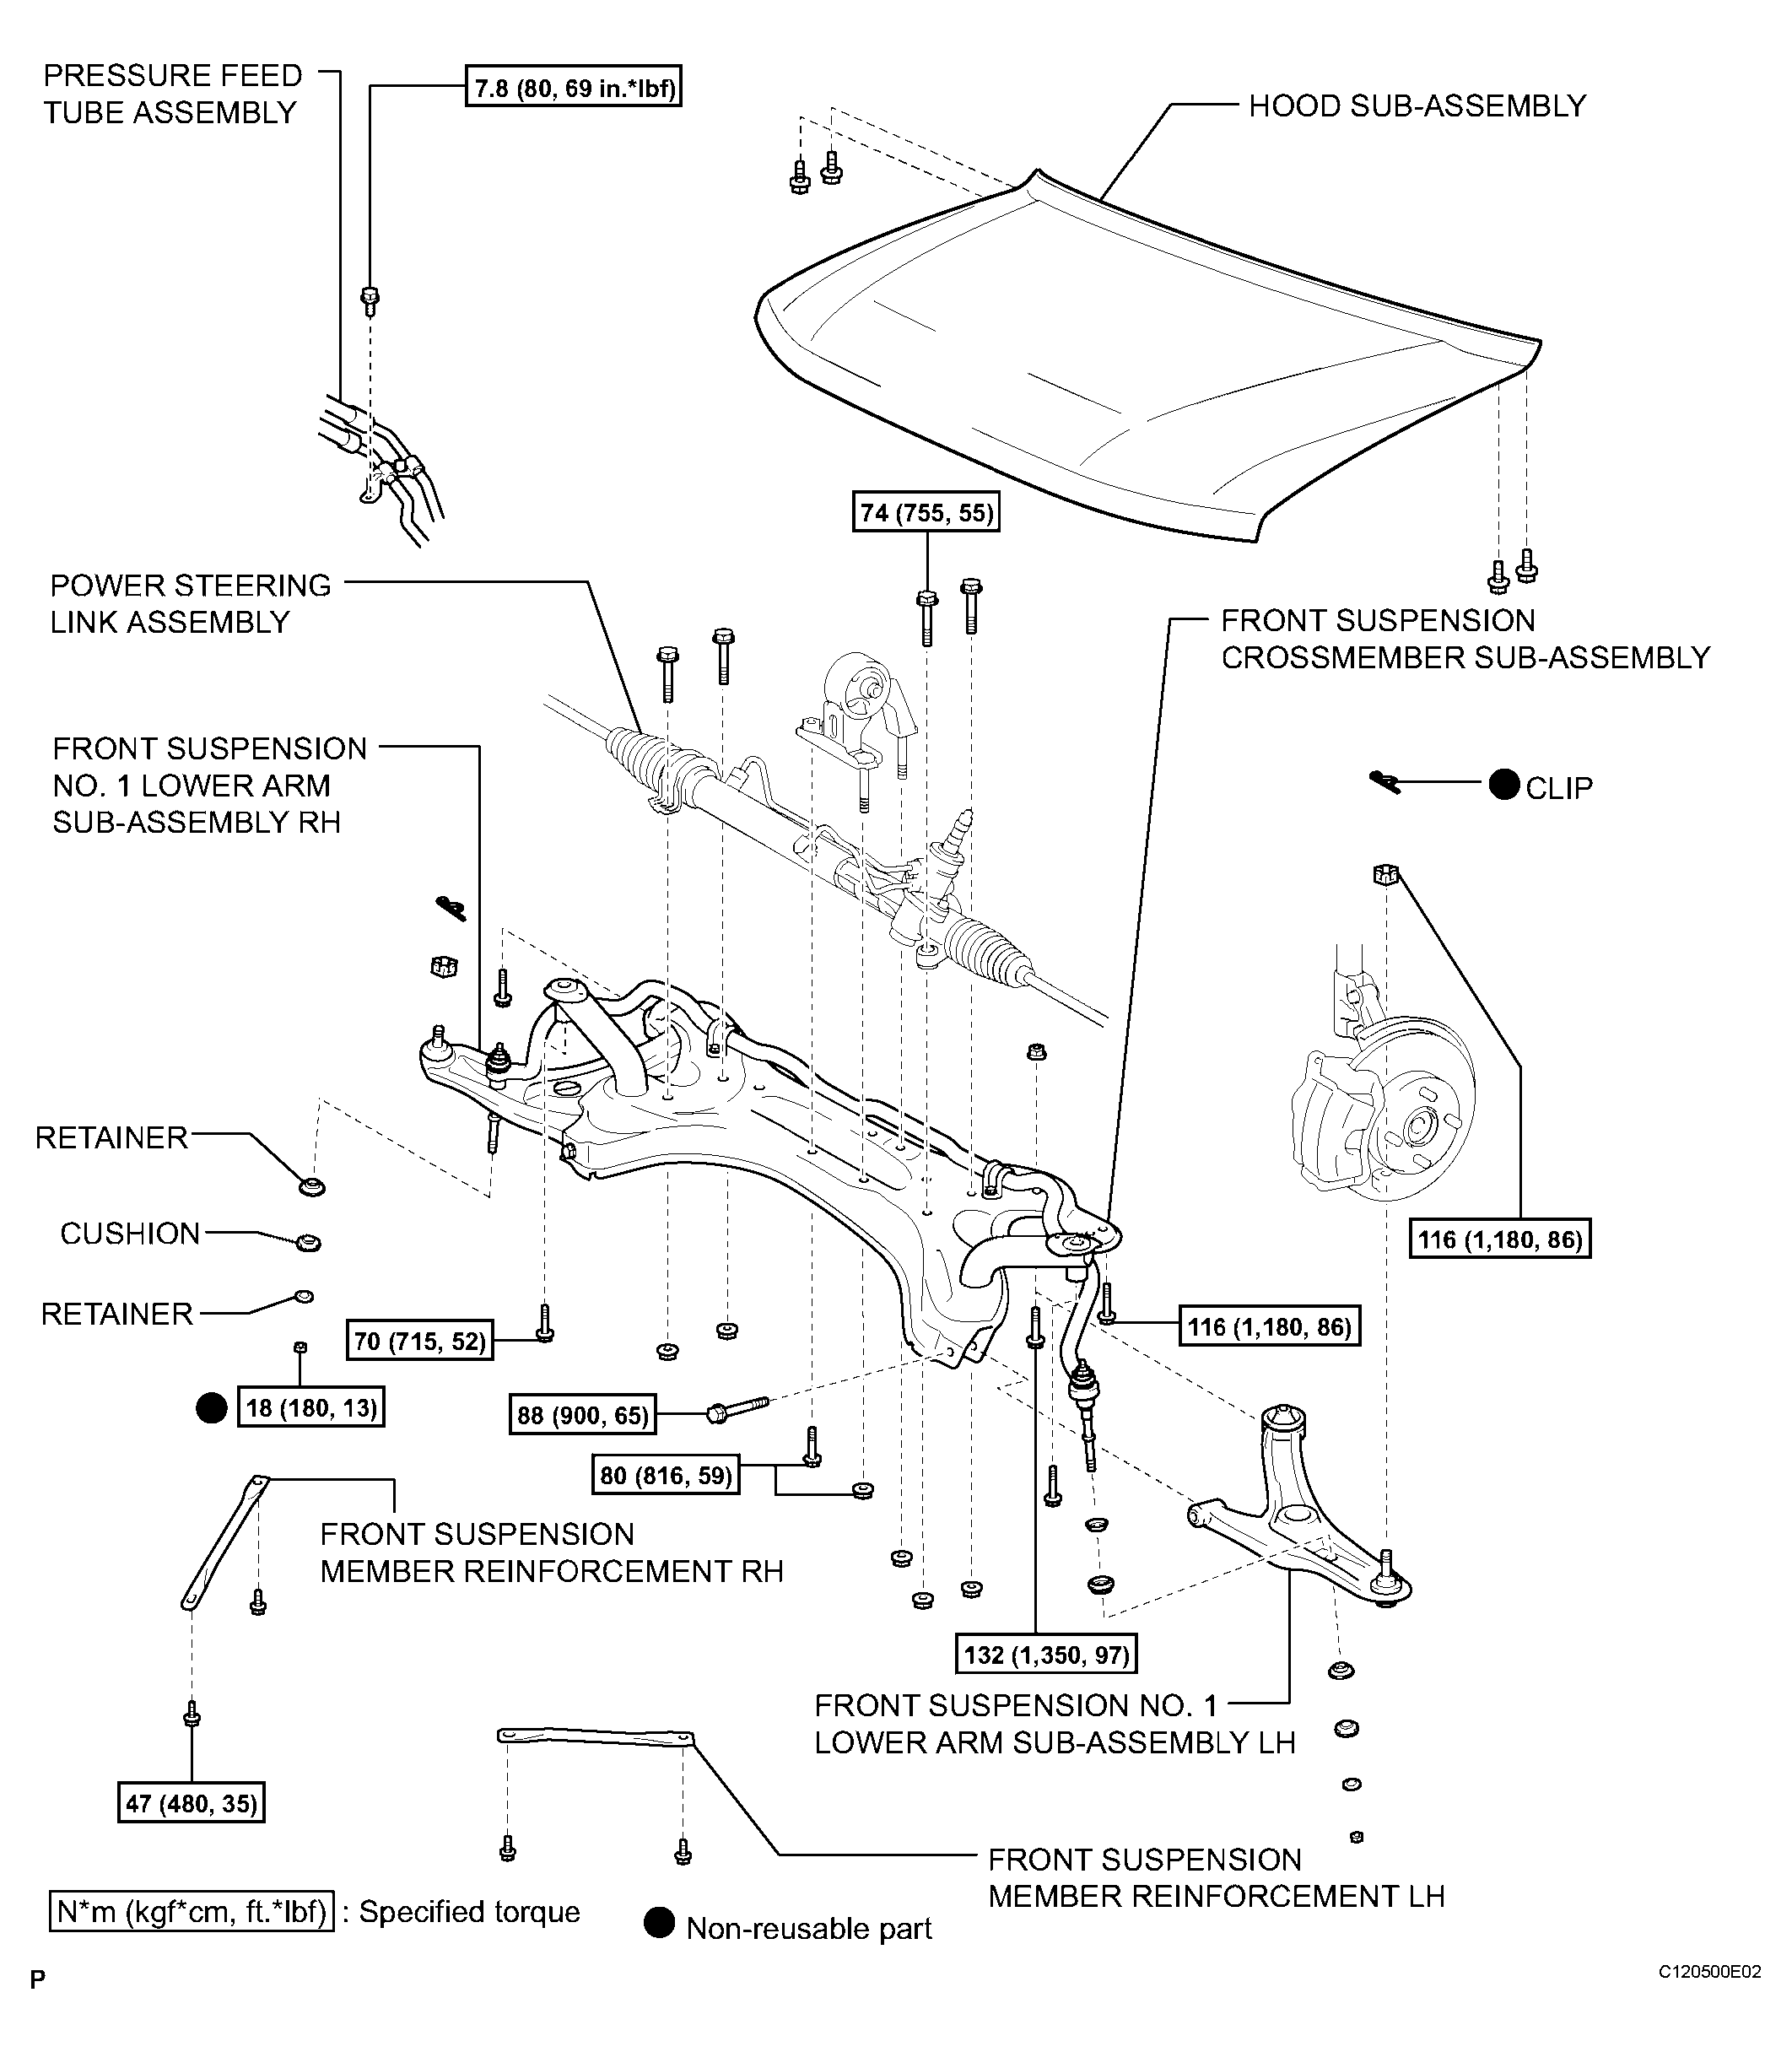 PRESSURE FEED
TUBE ASSEMBLY
7.8 (80, 69 in.*lbf)
HOOD SUB-ASSEMBLY
74 (755, 55)
POWER STEERING
LINK ASSEMBLY
FRONT SUSPENSION
CROSSMEMBER SUB-ASSEMBLY
FRONT SUSPENSION
NO. 1 LOWER ARM
SUB-ASSEMBLY RH
CLIP
RETAINER
CUSHION
RETAINER
116 (1,180, 86)
116 (1,180, 86)
70 (715, 52)
18 (180, 13)
88 (900, 65)
80 (816, 59)
FRONT SUSPENSION
MEMBER REINFORCEMENT RH
132 (1,350, 97)
FRONT SUSPENSION NO. 1
LOWER ARM SUB-ASSEMBLY LH
47 (480, 35)
FRONT SUSPENSION
MEMBER REINFORCEMENT LH
N*m (kgf*cm, ft.*lbf) : Specified torque
Non-reusable part
P
C120500E02